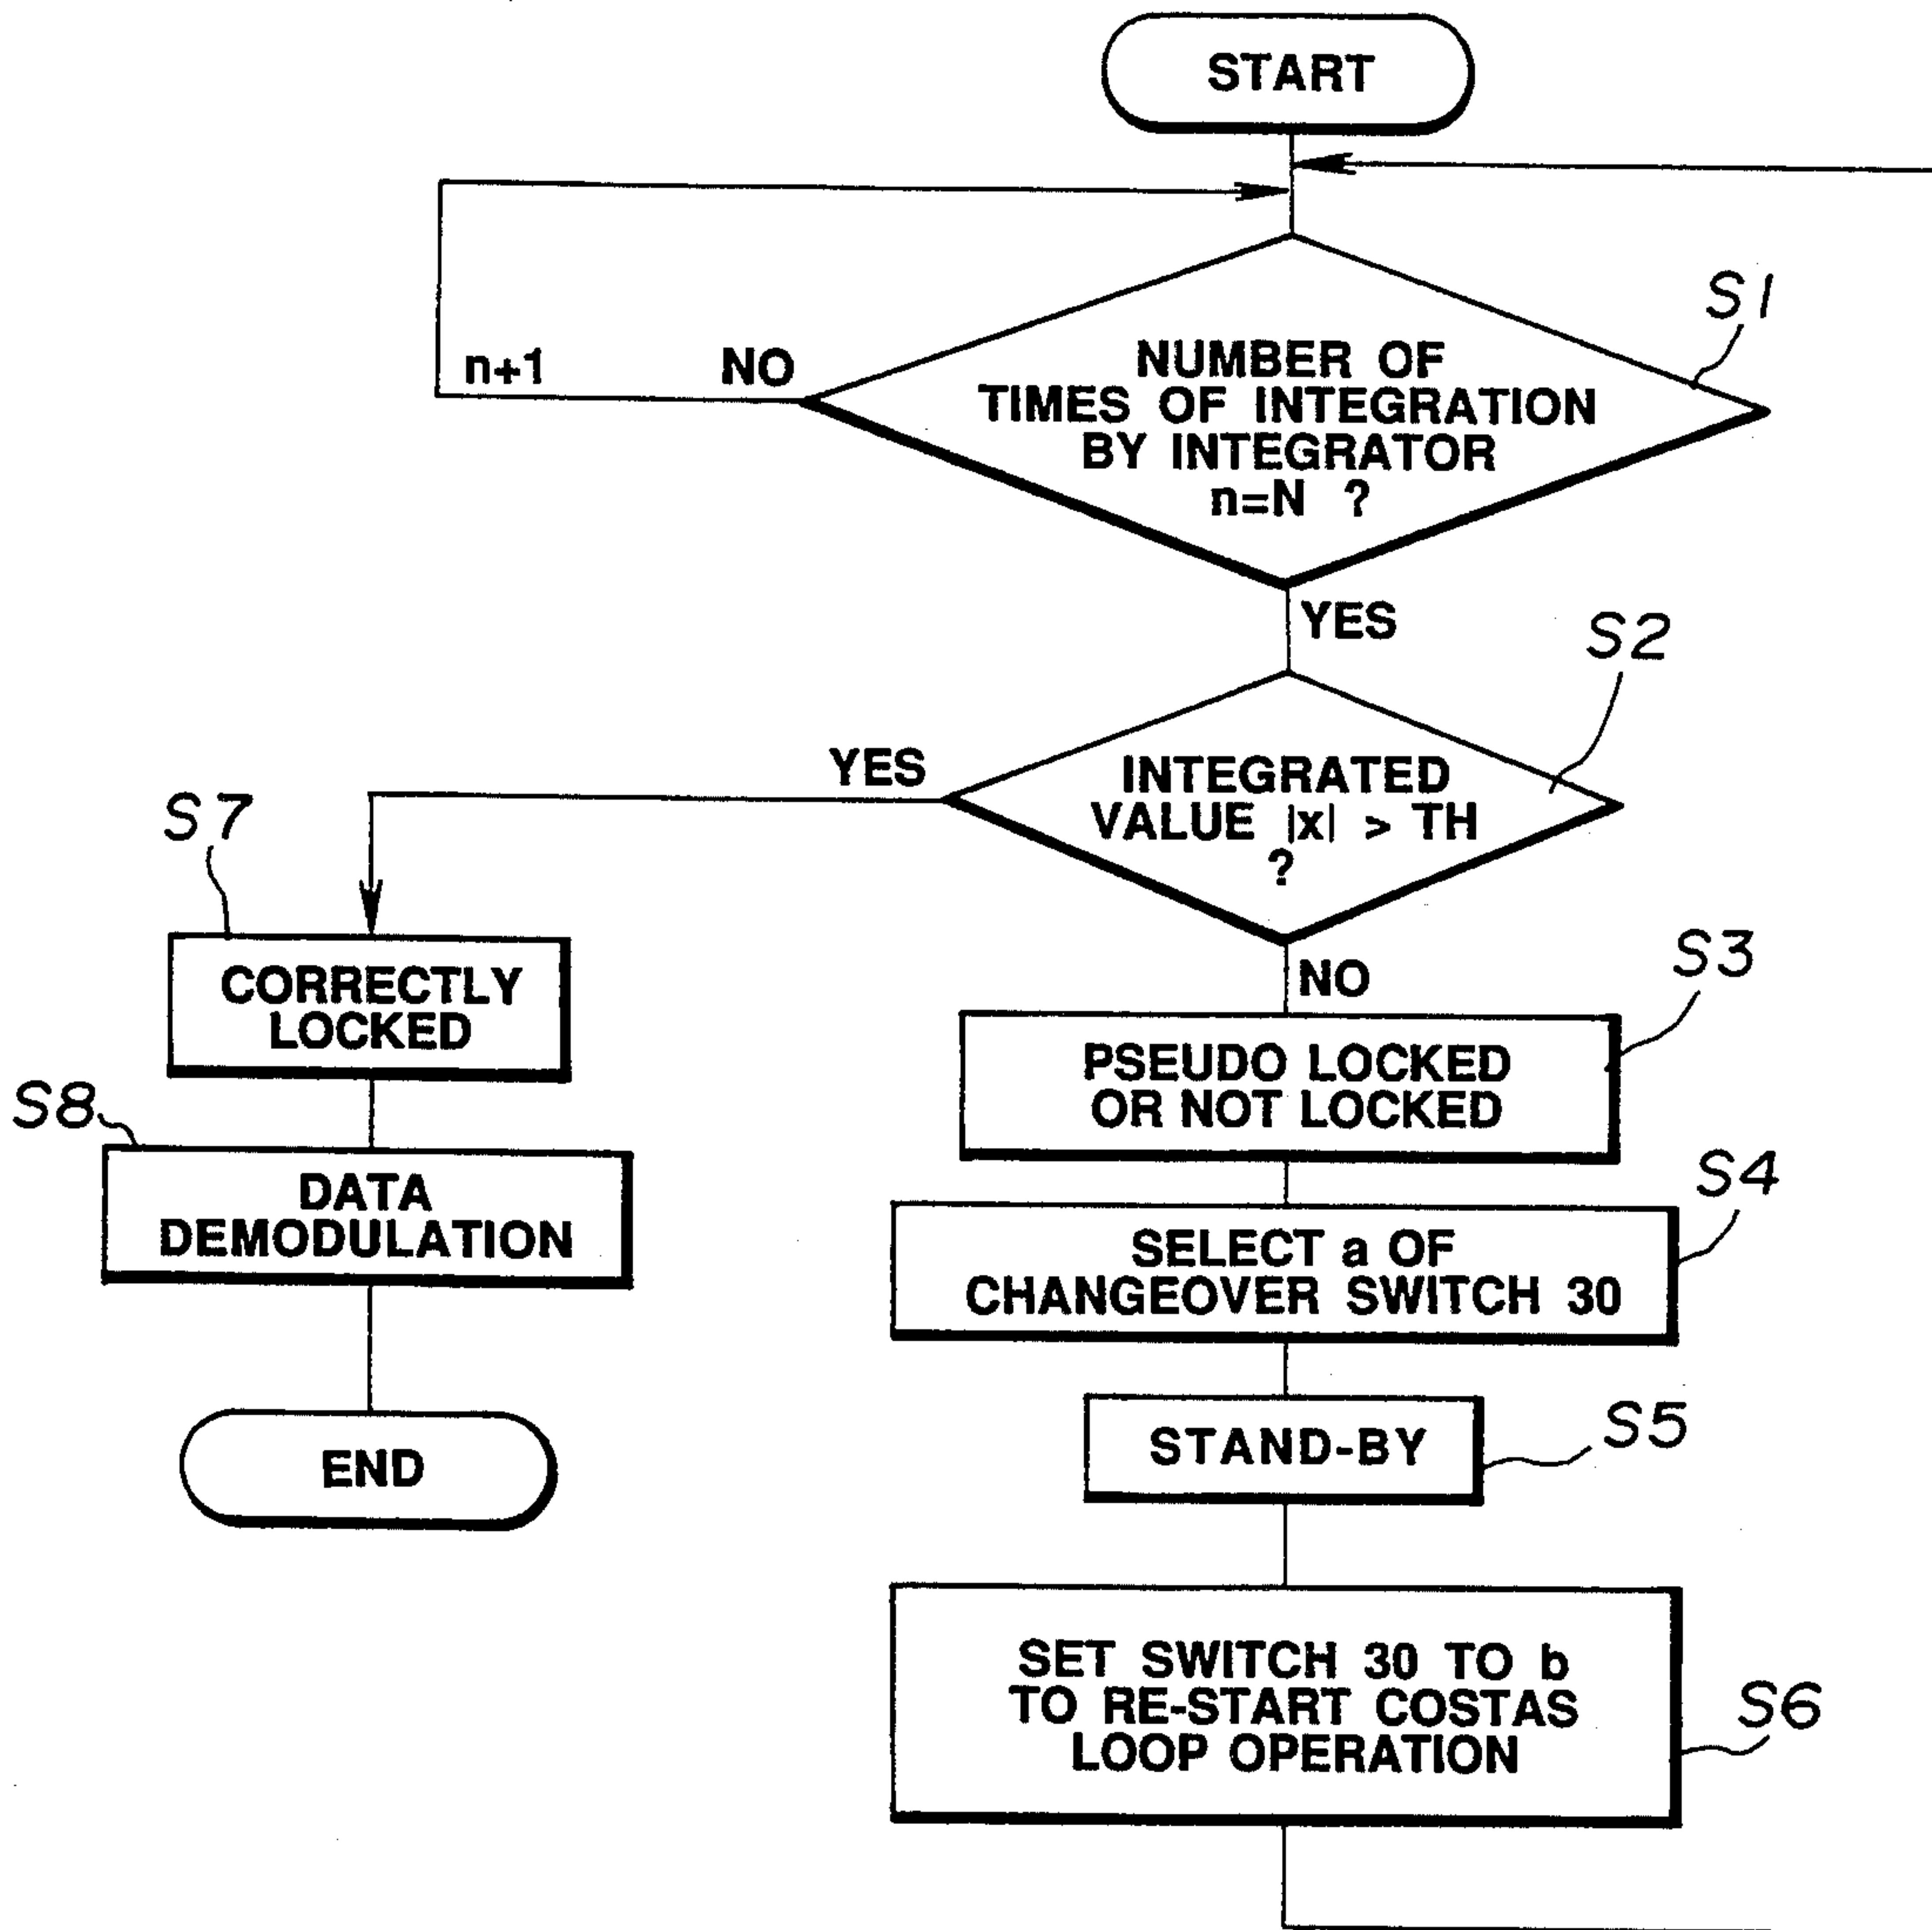 START
n+1
NO
NUMBER OF
TIMES OF INTEGRATION
BY INTEGRATOR
n=N ?
S1
YES
S2
YES
INTEGRATED
VALUE |x| > TH
?
S7
CORRECTLY
LOCKED
NO
S3
PSEUDO LOCKED
OR NOT LOCKED
S8
DATA
DEMODULATION
S4
SELECT a OF
CHANGEOVER SWITCH 30
END
STAND-BY
S5
SET SWITCH 30 TO b
TO RE-START COSTAS
LOOP OPERATION
S6